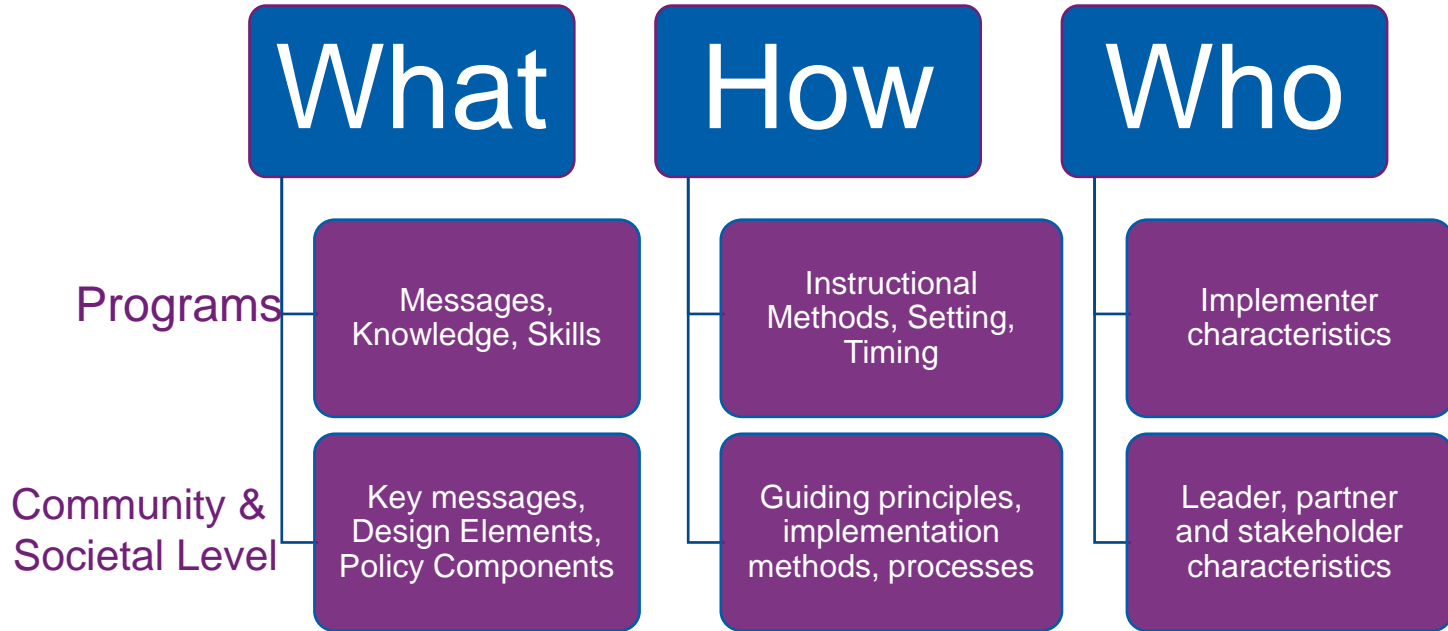 What
How
Who
Programs
Messages,
Knowledge, Skills
Instructional
Methods, Setting,
Timing
Implementer
characteristics
Community &
Societal Level
Key messages,
Design Elements,
Policy Components
Guiding principles,
implementation
methods, processes
Leader, partner
and stakeholder
characteristics